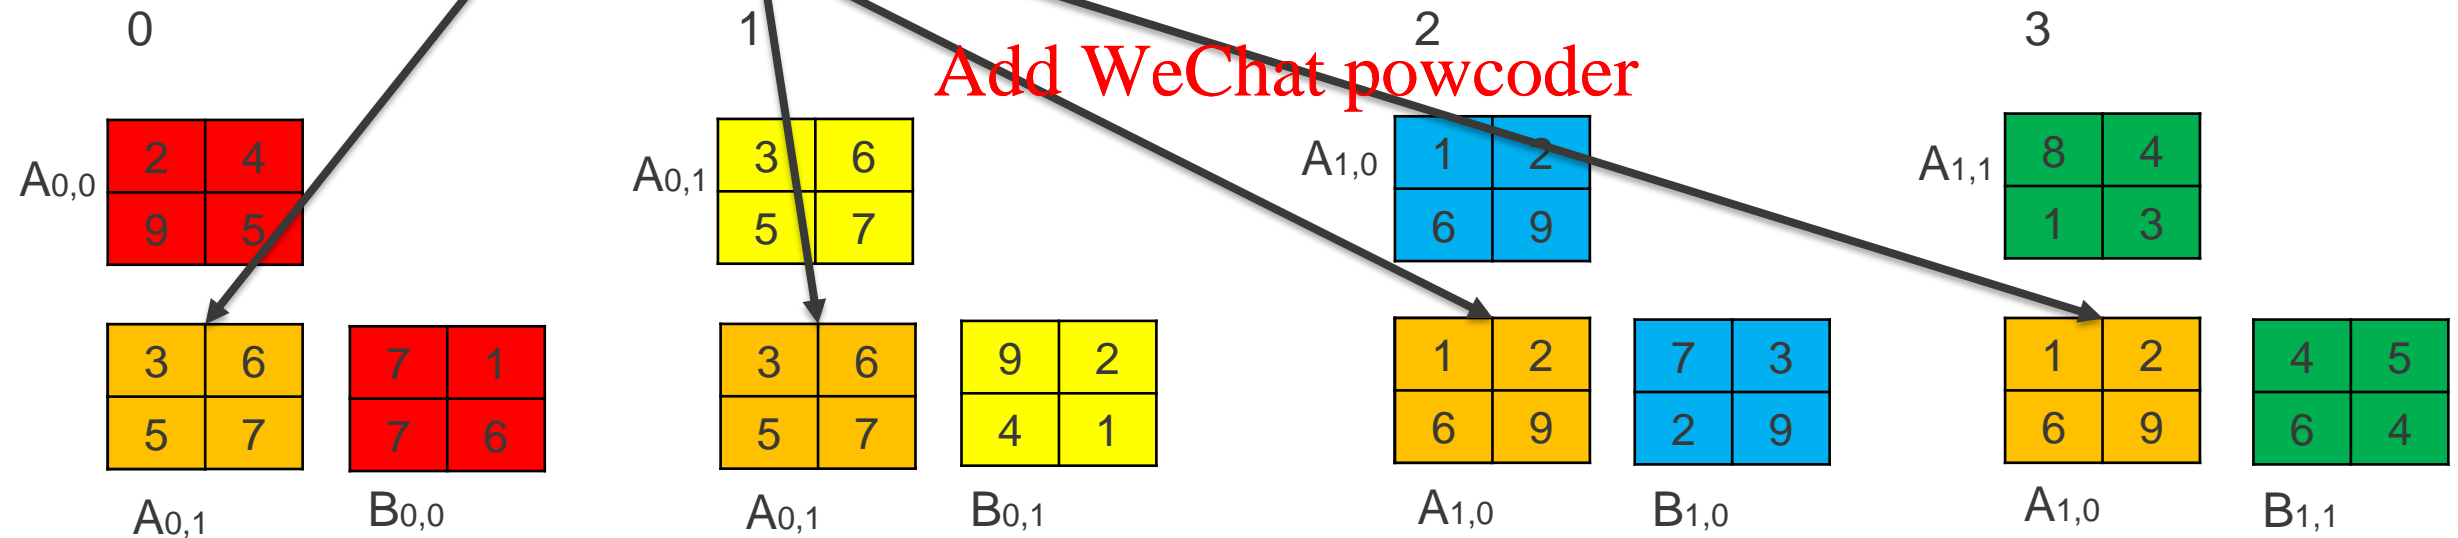 0 1 2 3
Add WeChat powcoder
A0,0 2 4 A0,1 3 6 A1,0 1 2 A1,1 8 4
9 5 5 7 6 9 1 3
3 6 7 1 3 6 9 2 1 2 7 3 1 2 4 5
5 7 7 6 5 7 4 1 6 9 2 9 6 9 6 4
A0,1 B0,0 A0,1 B0,1 A1,0 B1,0 A1,0 B1,1